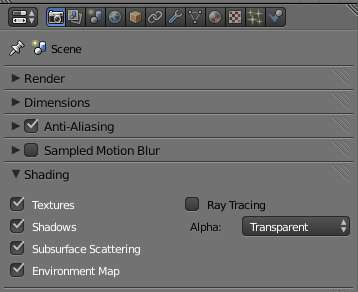 Scene
Render
Dimensions
Anti-Aliasing
Sampled Motion Blur
Shading
Textures
Ray Tracing
Shadows
Alpha: Transparent
Subsurface Scattering
Environment Map